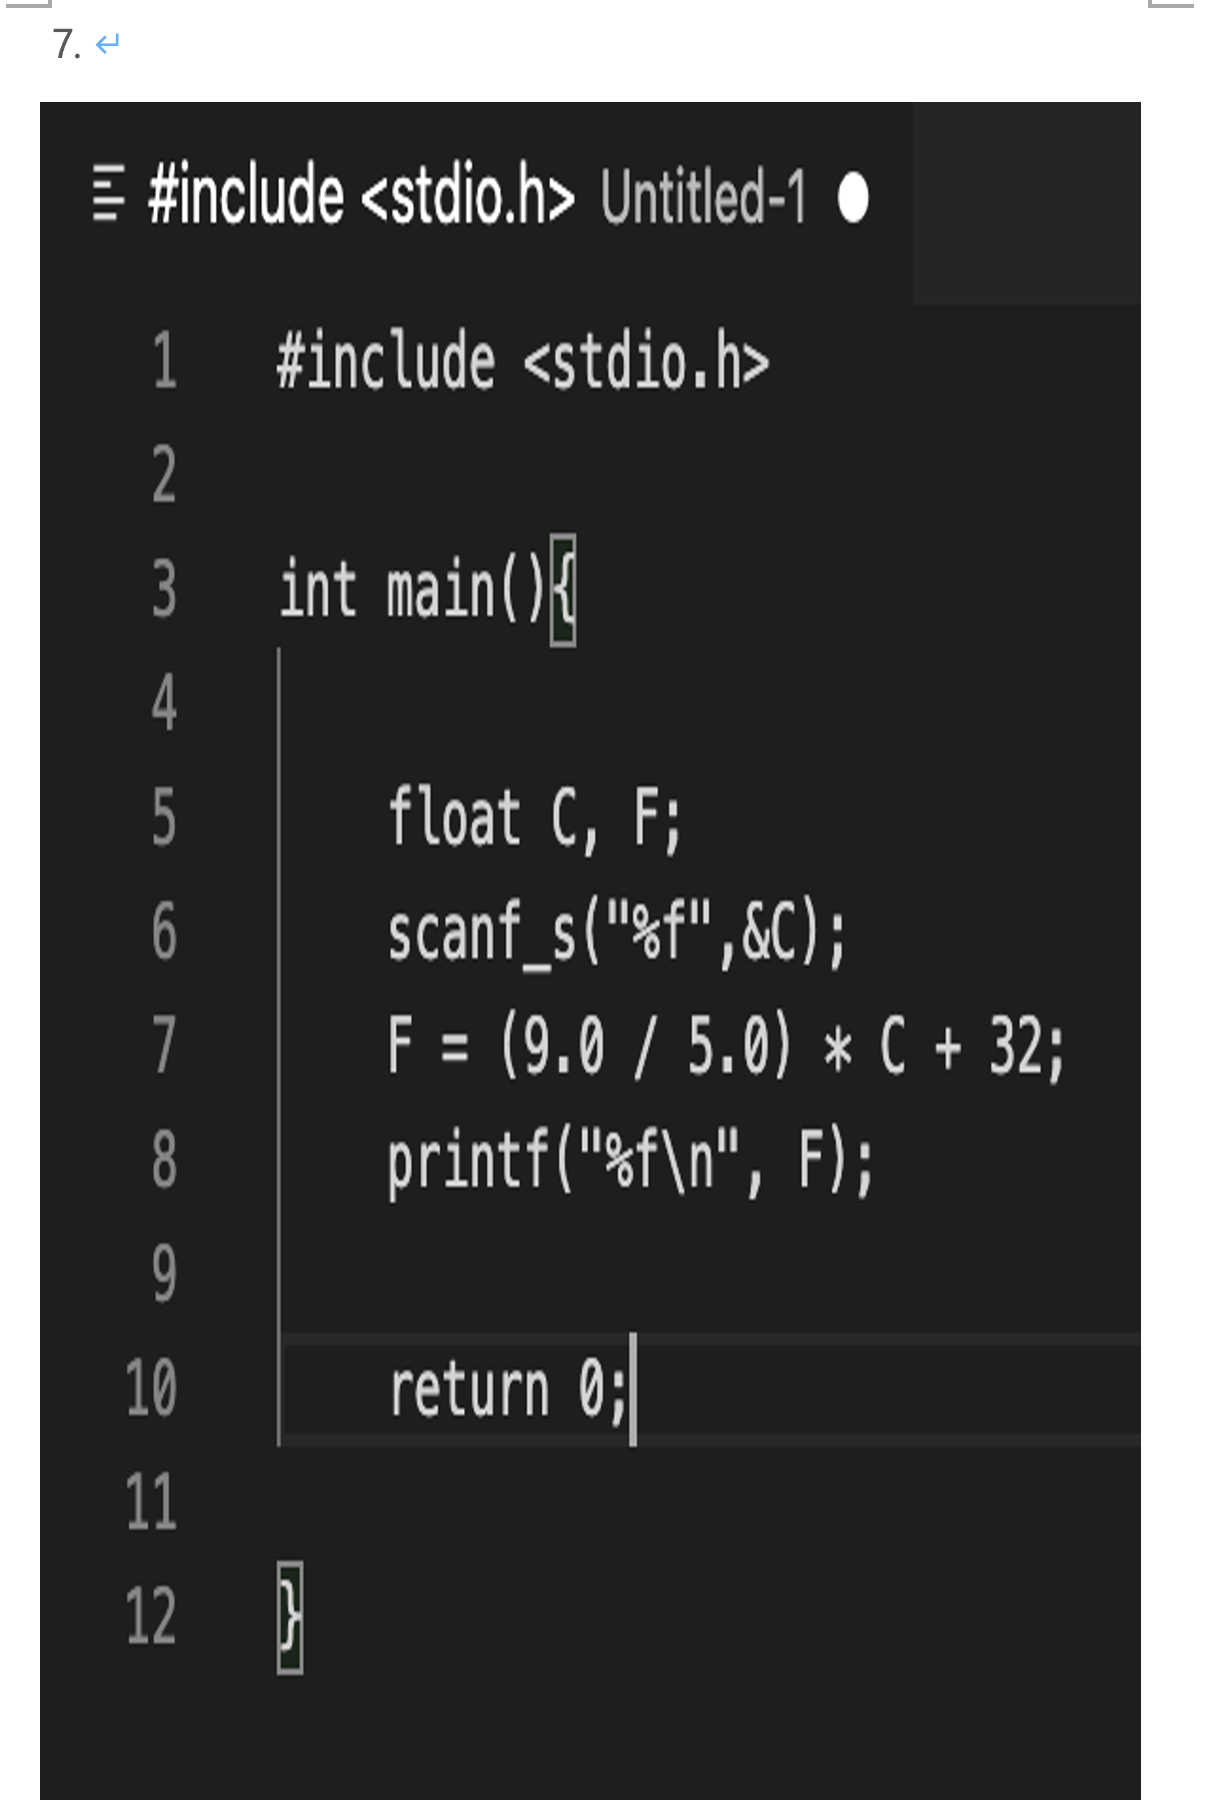 7. ↵
#include <stdio.h> Untitled-1
1 #include <stdio.h>
2
3 int main(){
4
5 float C, F;
6 scanf_s("%f",&C);
7 F = (9.0 / 5.0) * C + 32;
8 printf("%f\n", F);
9
10 return 0;
11
12 }